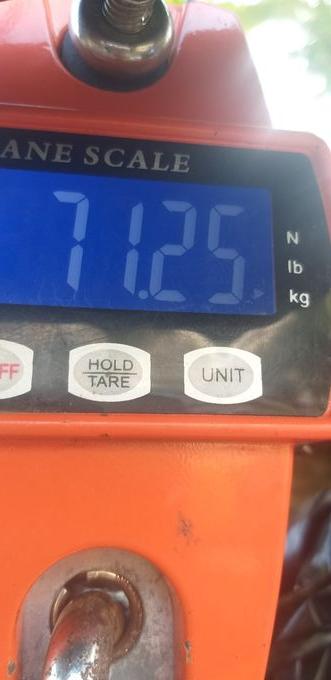 ANE SCALE
71.25
N
lb
kg
FF
HOLD
TARE
UNIT